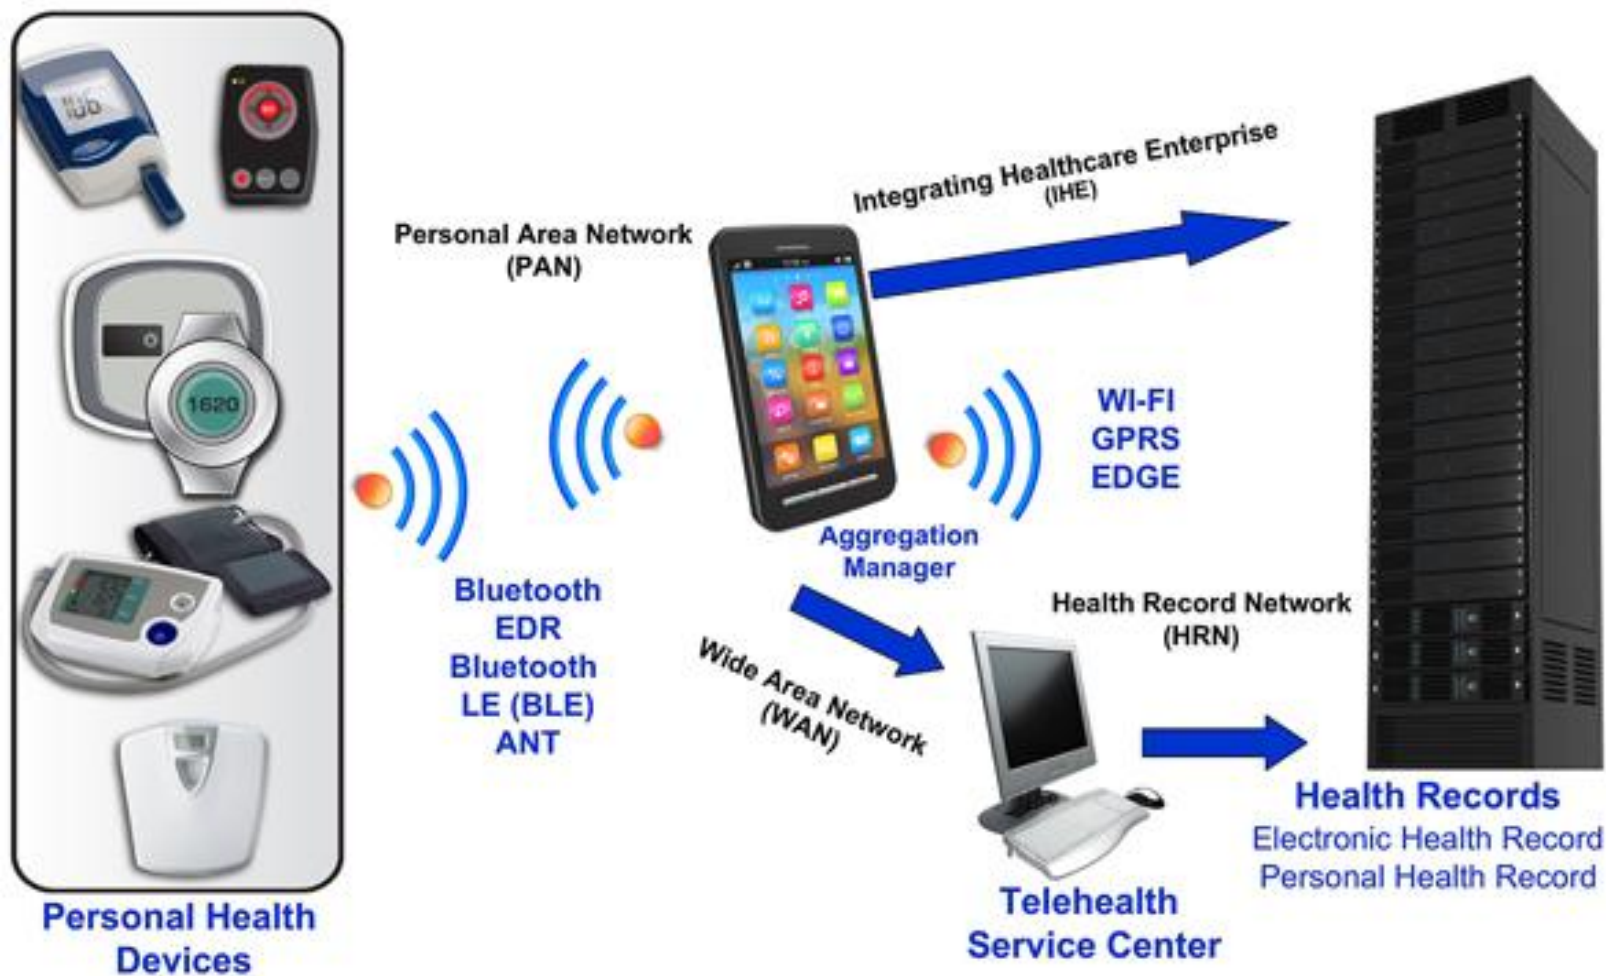 106
1620
Personal Health
Devices
Personal Area Network
(PAN)
Bluetooth
EDR
Bluetooth
LE (BLE)
ANT
Integrating Healthcare Enterprise
(IHE)
WI-FI
GPRS
EDGE
Aggregation
Manager
Wide Area Network
(WAN)
Health Record Network
(HRN)
Telehealth
Service Center
Health Records
Electronic Health Record
Personal Health Record